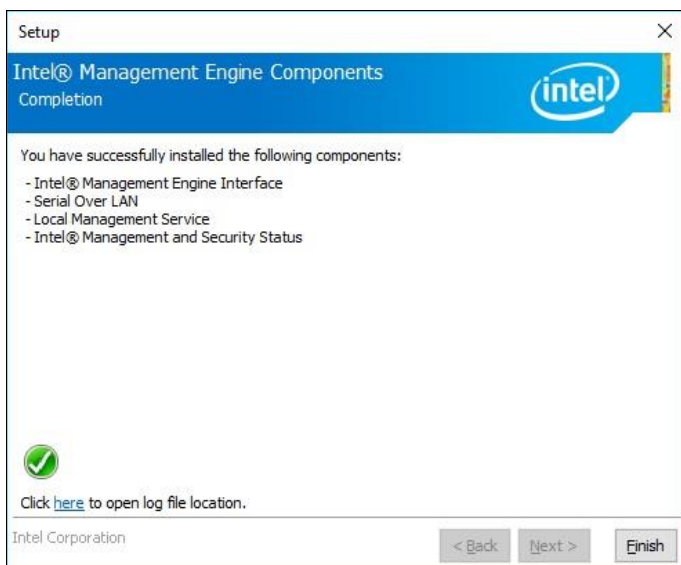 Setup
Intel® Management Engine Components
Completion
intel
You have successfully installed the following components:
- Intel® Management Engine Interface
- Serial Over LAN
- Local Management Service
- Intel® Management and Security Status
Click here to open log file location.
Intel Corporation
< Back Next > Finish